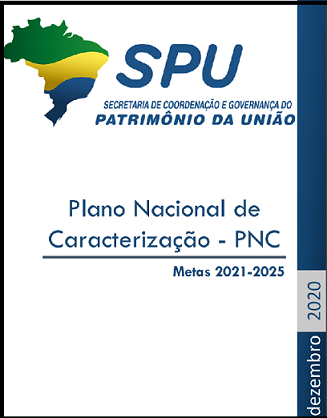 SPU
SECRETARIA DE COORDENAÇÃO E GOVERNANÇA DO
PATRIMÔNIO DA UNIÃO
Plano Nacional de
Caracterização - PNC
Metas 2021-2025
dezembro 2020